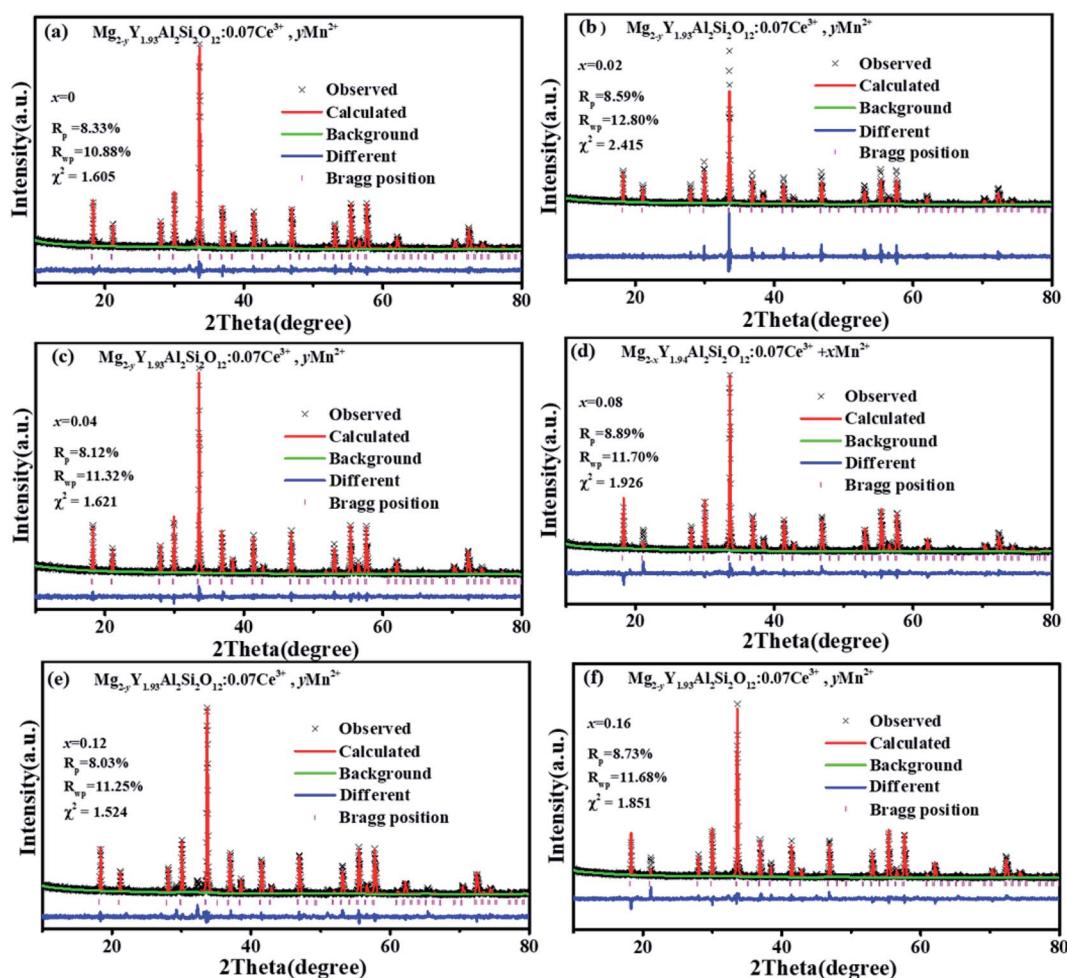 (a) Mg2-yY1.93Al2Si2O12:0.07Ce3+ , yMn2+
x=0
Rp =8.33%
Rwp =10.88%
χ2 = 1.605
Observed
Calculated
Background
Different
Bragg position
Intensity(a.u.)
20 40 60 80
2Theta(degree)
(b) Mg2-yY1.93Al2Si2O12:0.07Ce3+ , yMn2+
x=0.02
Rp =8.59%
Rwp =12.80%
χ2 = 2.415
Observed
Calculated
Background
Different
Bragg position
Intensity(a.u.)
20 40 60 80
2Theta(degree)
(c) Mg2-yY1.93Al2Si2O12:0.07Ce3+ , yMn2+
x=0.04
Rp =8.12%
Rwp =11.32%
χ2 = 1.621
Observed
Calculated
Background
Different
Bragg position
Intensity(a.u.)
20 40 60 80
2Theta(degree)
(d) Mg2-xY1.94Al2Si2O12:0.07Ce3+ +xMn2+
x=0.08
Rp =8.89%
Rwp =11.70%
χ2 = 1.926
Observed
Calculated
Background
Different
Bragg position
Intensity(a.u.)
20 40 60 80
2Theta(degree)
(e) Mg2-yY1.93Al2Si2O12:0.07Ce3+ , yMn2+
x=0.12
Rp =8.03%
Rwp =11.25%
χ2 = 1.524
Observed
Calculated
Background
Different
Bragg position
Intensity(a.u.)
20 40 60 80
2Theta(degree)
(f) Mg2-yY1.93Al2Si2O12:0.07Ce3+ , yMn2+
x=0.16
Rp =8.73%
Rwp =11.68%
χ2 = 1.851
Observed
Calculated
Background
Different
Bragg position
Intensity(a.u.)
20 40 60 80
2Theta(degree)